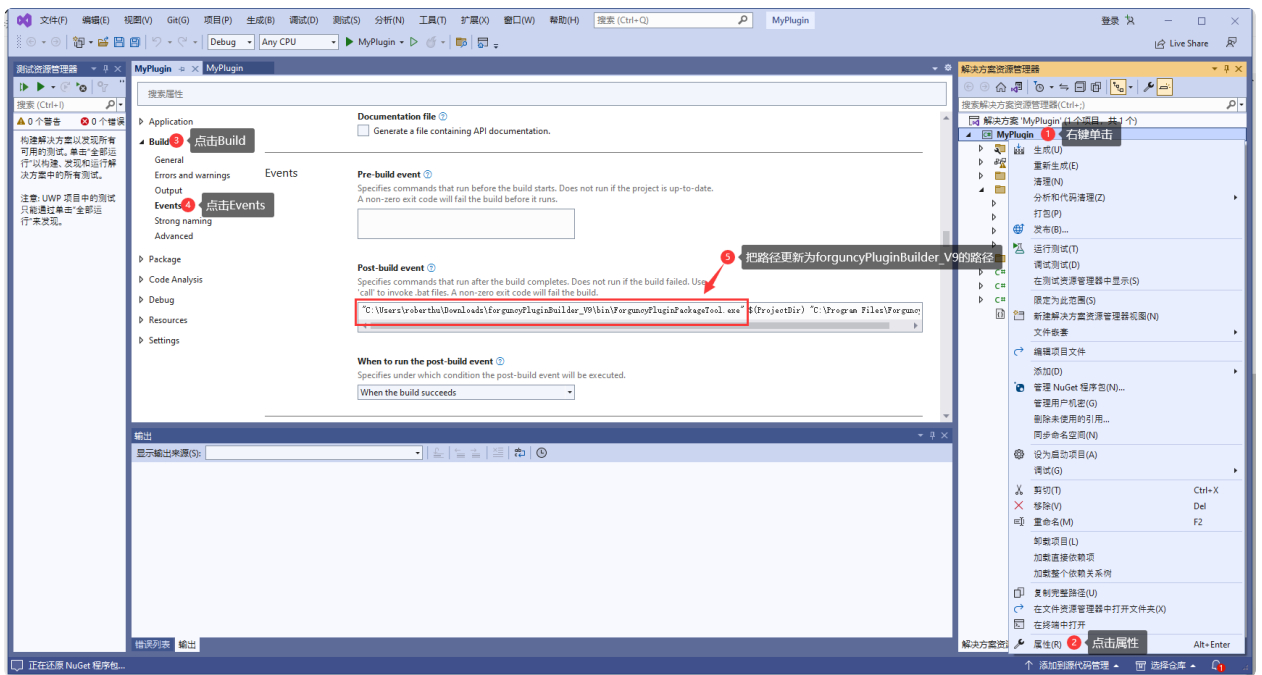 文件(F) 编辑(E) 视图(V) Git(G) 项目(P) 生成(B) 调试(D) 测试(S) 分析(N) 工具(T) 扩展(X) 窗口(W) 帮助(H) 搜索 (Ctrl+Q) MyPlugin 登录
Debug Any CPU MyPlugin Live Share
测试资源管理器
搜索 (Ctrl+I)
0 个警告 0 个错误
构建解决方案以发现所有
可用的测试。单击"全部运
行"以构建、发现和运行解
决方案中的所有测试。
注意: UWP 项目中的测试
只能通过单击"全部运
行"来发现。
MyPlugin MyPlugin
搜索属性
Application
Build
3 点击Build
General
Errors and warnings
Output
Events
4 点击Events
Strong naming
Advanced
Package
Code Analysis
Debug
Resources
Settings
Documentation file
Generate a file containing API documentation.
Events
Pre-build event
Specifies commands that run before the build starts. Does not run if the project is up-to-date.
A non-zero exit code will fail the build before it runs.
5 把路径更新为forguncyPluginBuilder_V9的路径
Post-build event
Specifies commands that run after the build completes. Does not run if the build failed. Use
'call' to invoke .bat files. A non-zero exit code will fail the build.
"C:\Users\roberthu\Downloads\forguncyPluginBuilder_V9\bin\ForguncyPluginPackageTool.exe" $(ProjectDir) "C:\Program Files\Forguncy
When to run the post-build event
Specifies under which condition the post-build event will be executed.
When the build succeeds
输出
显示输出来源(S):
错误列表 输出
解决方案资源管理器
搜索解决方案资源管理器(Ctrl+;)
解决方案 'MyPlugin' (1 个项目，共 1 个)
MyPlugin
1 右键单击
生成(U)
重新生成(E)
清理(N)
分析和代码清理(Z)
打包(P)
发布(B)...
运行测试(T)
调试测试(D)
在测试资源管理器中显示(S)
限定为此范围(S)
新建解决方案资源管理器视图(N)
文件嵌套
编辑项目文件
添加(D)
管理 NuGet 程序包(N)...
管理用户机密(G)
删除未使用的引用...
同步命名空间(N)
设为启动项目(A)
调试(G)
剪切(T) Ctrl+X
移除(V) Del
重命名(M) F2
卸载项目(L)
加载直接依赖项
加载整个依赖关系树
复制完整路径(U)
在文件资源管理器中打开文件夹(X)
在终端中打开
属性(R) Alt+Enter
2 点击属性
解决方案资
正在还原 NuGet 程序包... 添加到源代码管理 选择仓库 1